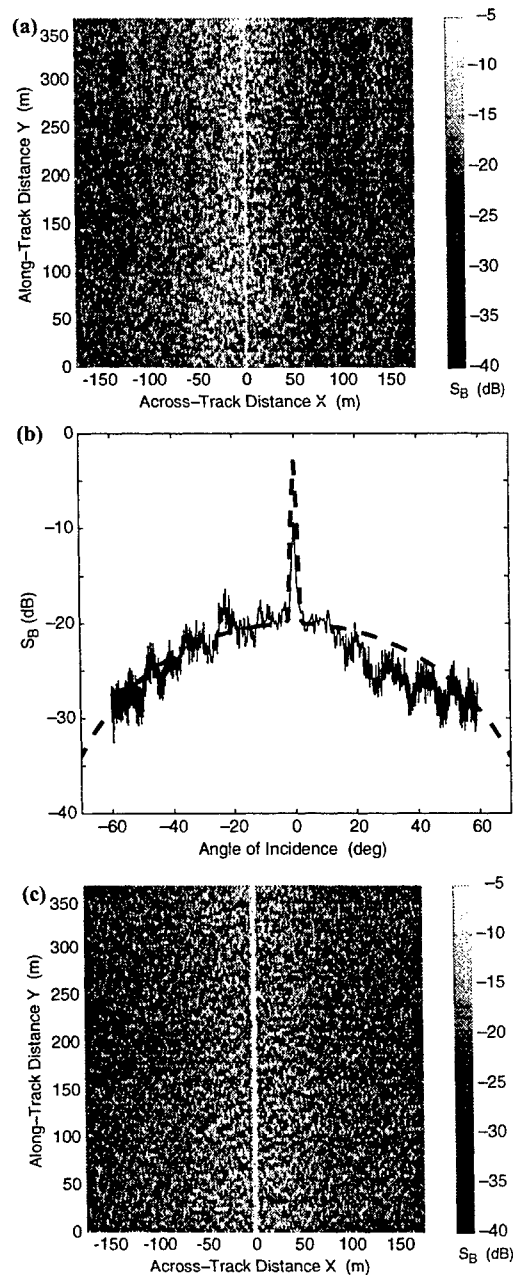 (a)
Along–Track Distance Y (m)
350
300
250
200
150
100
50
0
-150 -100 -50 0 50 100 150
Across–Track Distance X (m)
−5
−10
−15
−20
−25
−30
−35
−40
S_B (dB)
(b)
S_B (dB)
0
−10
−20
−30
−40
−60 −40 −20 0 20 40 60
Angle of Incidence (deg)
(c)
Along–Track Distance Y (m)
350
300
250
200
150
100
50
0
-150 -100 -50 0 50 100 150
Across–Track Distance X (m)
−5
−10
−15
−20
−25
−30
−35
−40
S_B (dB)